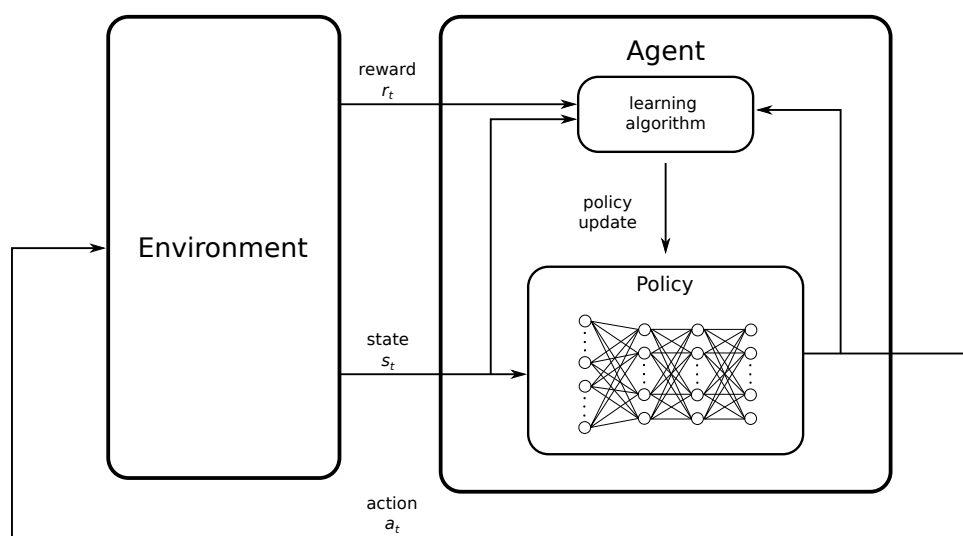 Agent
reward
r_t
learning
algorithm
policy
update
Environment
Policy
state
s_t
action
a_t